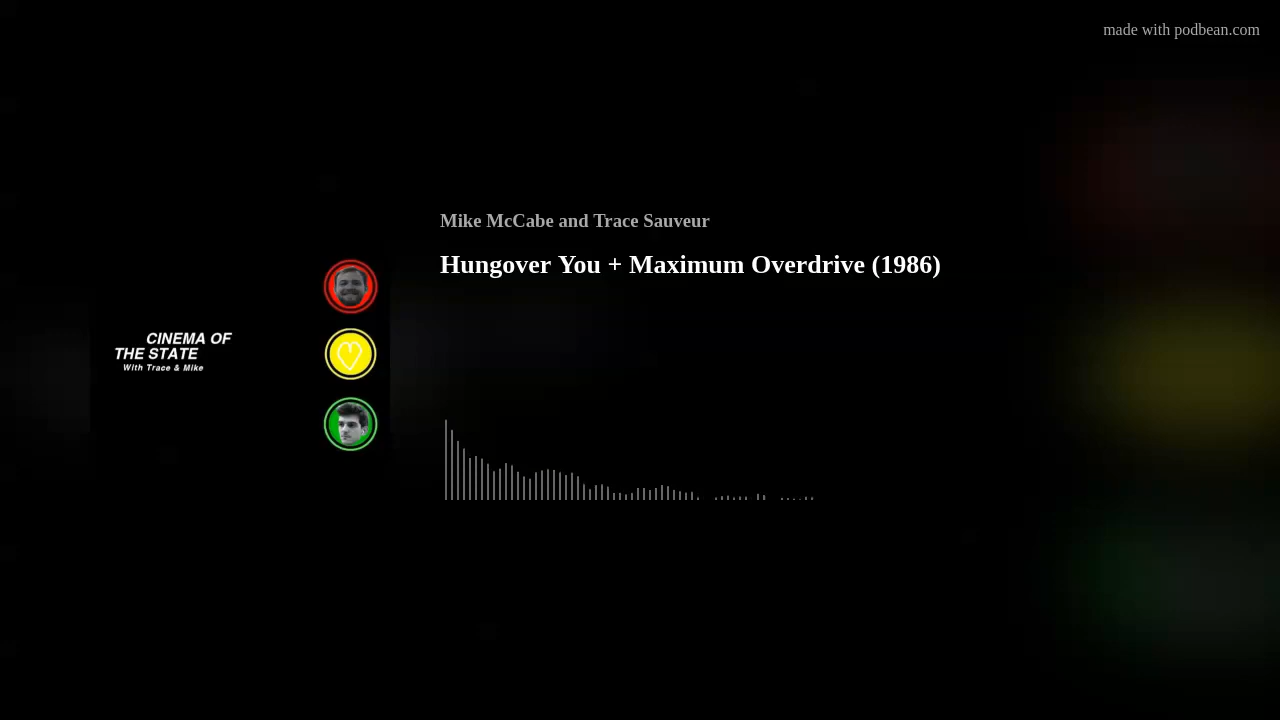 made with podbean.com
Mike McCabe and Trace Sauveur
Hungover You + Maximum Overdrive (1986)
CINEMA OF
THE STATE
With Trace & Mike